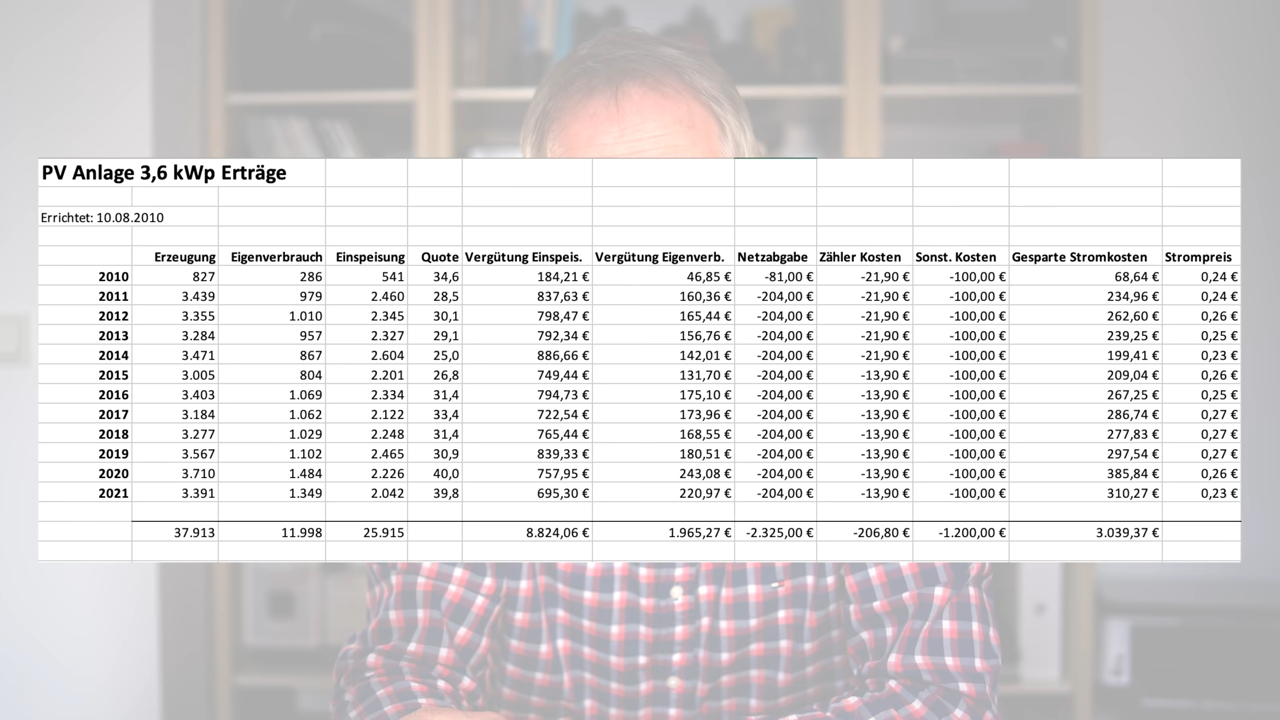 PV Anlage 3,6 kWp Erträge
Errichtet: 10.08.2010
Erzeugung Eigenverbrauch Einspeisung Quote Vergütung Einspeis. Vergütung Eigenverb. Netzabgabe Zähler Kosten Sonst. Kosten Gesparte Stromkosten Strompreis
2010 827 286 541 34,6 184,21 € 46,85 € -81,00 € -21,90 € -100,00 € 68,64 € 0,24 €
2011 3.439 979 2.460 28,5 837,63 € 160,36 € -204,00 € -21,90 € -100,00 € 234,96 € 0,24 €
2012 3.355 1.010 2.345 30,1 798,47 € 165,44 € -204,00 € -21,90 € -100,00 € 262,60 € 0,26 €
2013 3.284 957 2.327 29,1 792,34 € 156,76 € -204,00 € -21,90 € -100,00 € 239,25 € 0,25 €
2014 3.471 867 2.604 25,0 886,66 € 142,01 € -204,00 € -21,90 € -100,00 € 199,41 € 0,23 €
2015 3.005 804 2.201 26,8 749,44 € 131,70 € -204,00 € -13,90 € -100,00 € 209,04 € 0,26 €
2016 3.403 1.069 2.334 31,4 794,73 € 175,10 € -204,00 € -13,90 € -100,00 € 267,25 € 0,25 €
2017 3.184 1.062 2.122 33,4 722,54 € 173,96 € -204,00 € -13,90 € -100,00 € 286,74 € 0,27 €
2018 3.277 1.029 2.248 31,4 765,44 € 168,55 € -204,00 € -13,90 € -100,00 € 277,83 € 0,27 €
2019 3.567 1.102 2.465 30,9 839,33 € 180,51 € -204,00 € -13,90 € -100,00 € 297,54 € 0,27 €
2020 3.710 1.484 2.226 40,0 757,95 € 243,08 € -204,00 € -13,90 € -100,00 € 385,84 € 0,26 €
2021 3.391 1.349 2.042 39,8 695,30 € 220,97 € -204,00 € -13,90 € -100,00 € 310,27 € 0,23 €
37.913 11.998 25.915 8.824,06 € 1.965,27 € -2.325,00 € -206,80 € -1.200,00 € 3.039,37 €